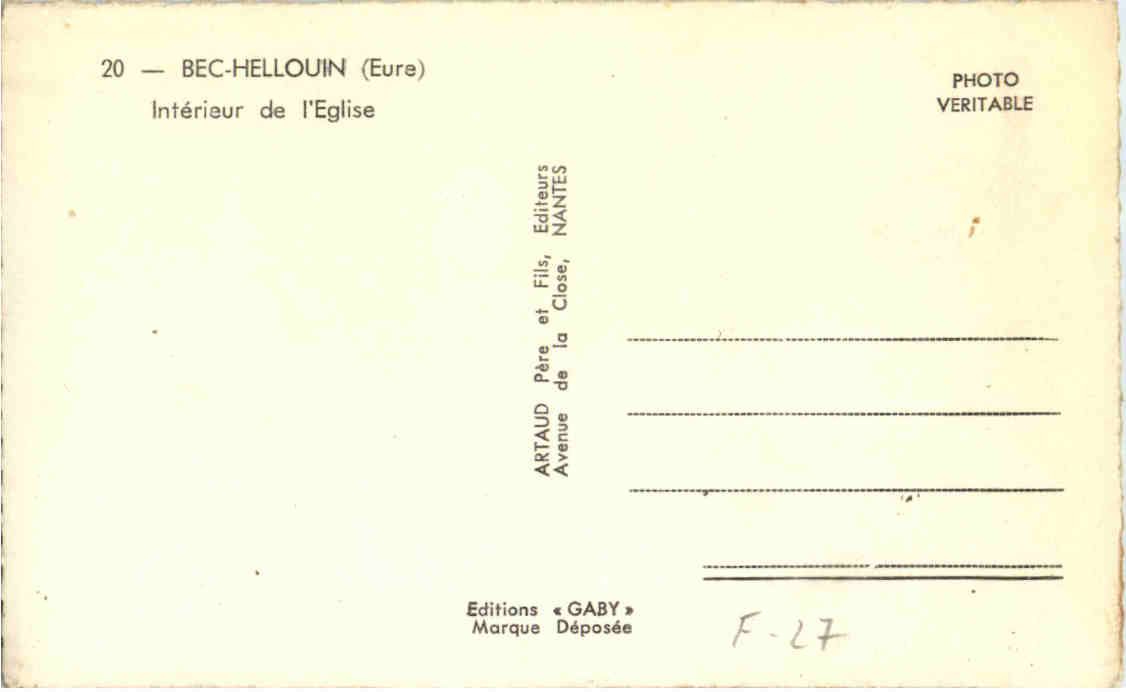 20 — BEC-HELLOUIN (Eure)
Intérieur de l'Eglise
PHOTO
VERITABLE
ARTAUD Père et Fils, Editeurs
Avenue de la Close, NANTES
Editions « GABY »
Marque Déposée
F-27